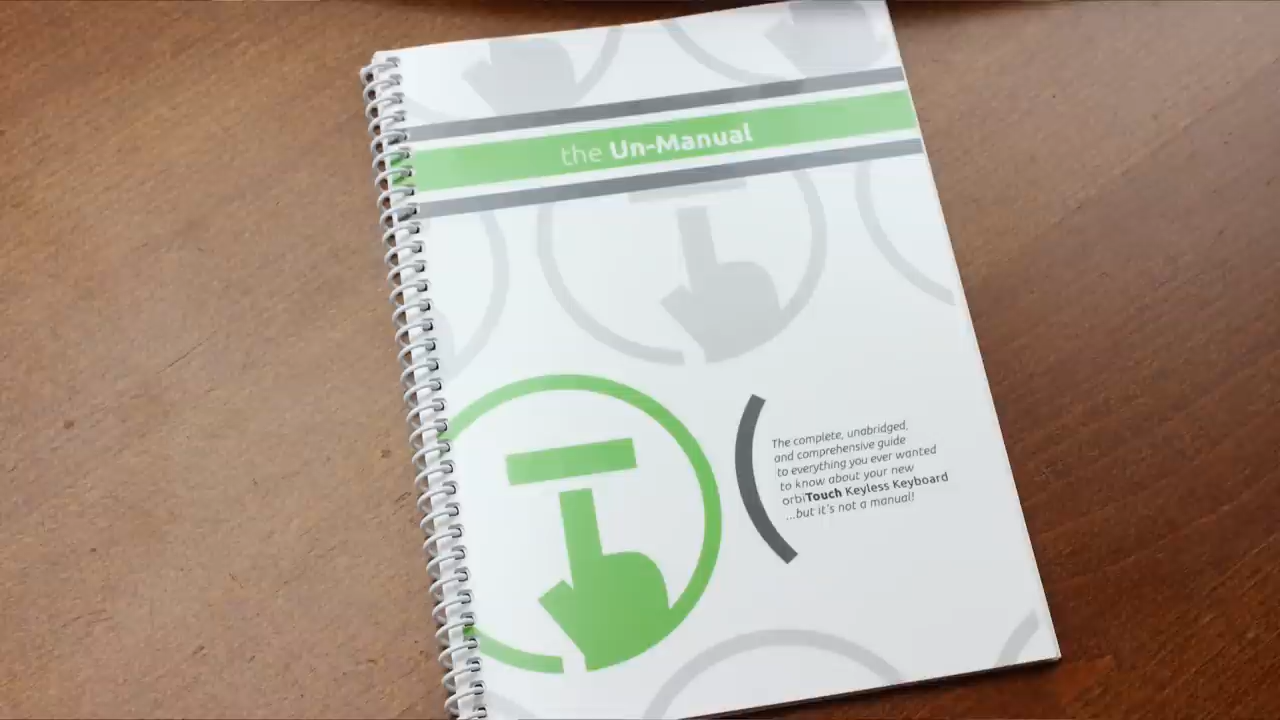 the Un-Manual
The complete, unabridged,
and comprehensive guide
to everything you ever wanted
to know about your new
orbiTouch Keyless Keyboard
...but it's not a manual!